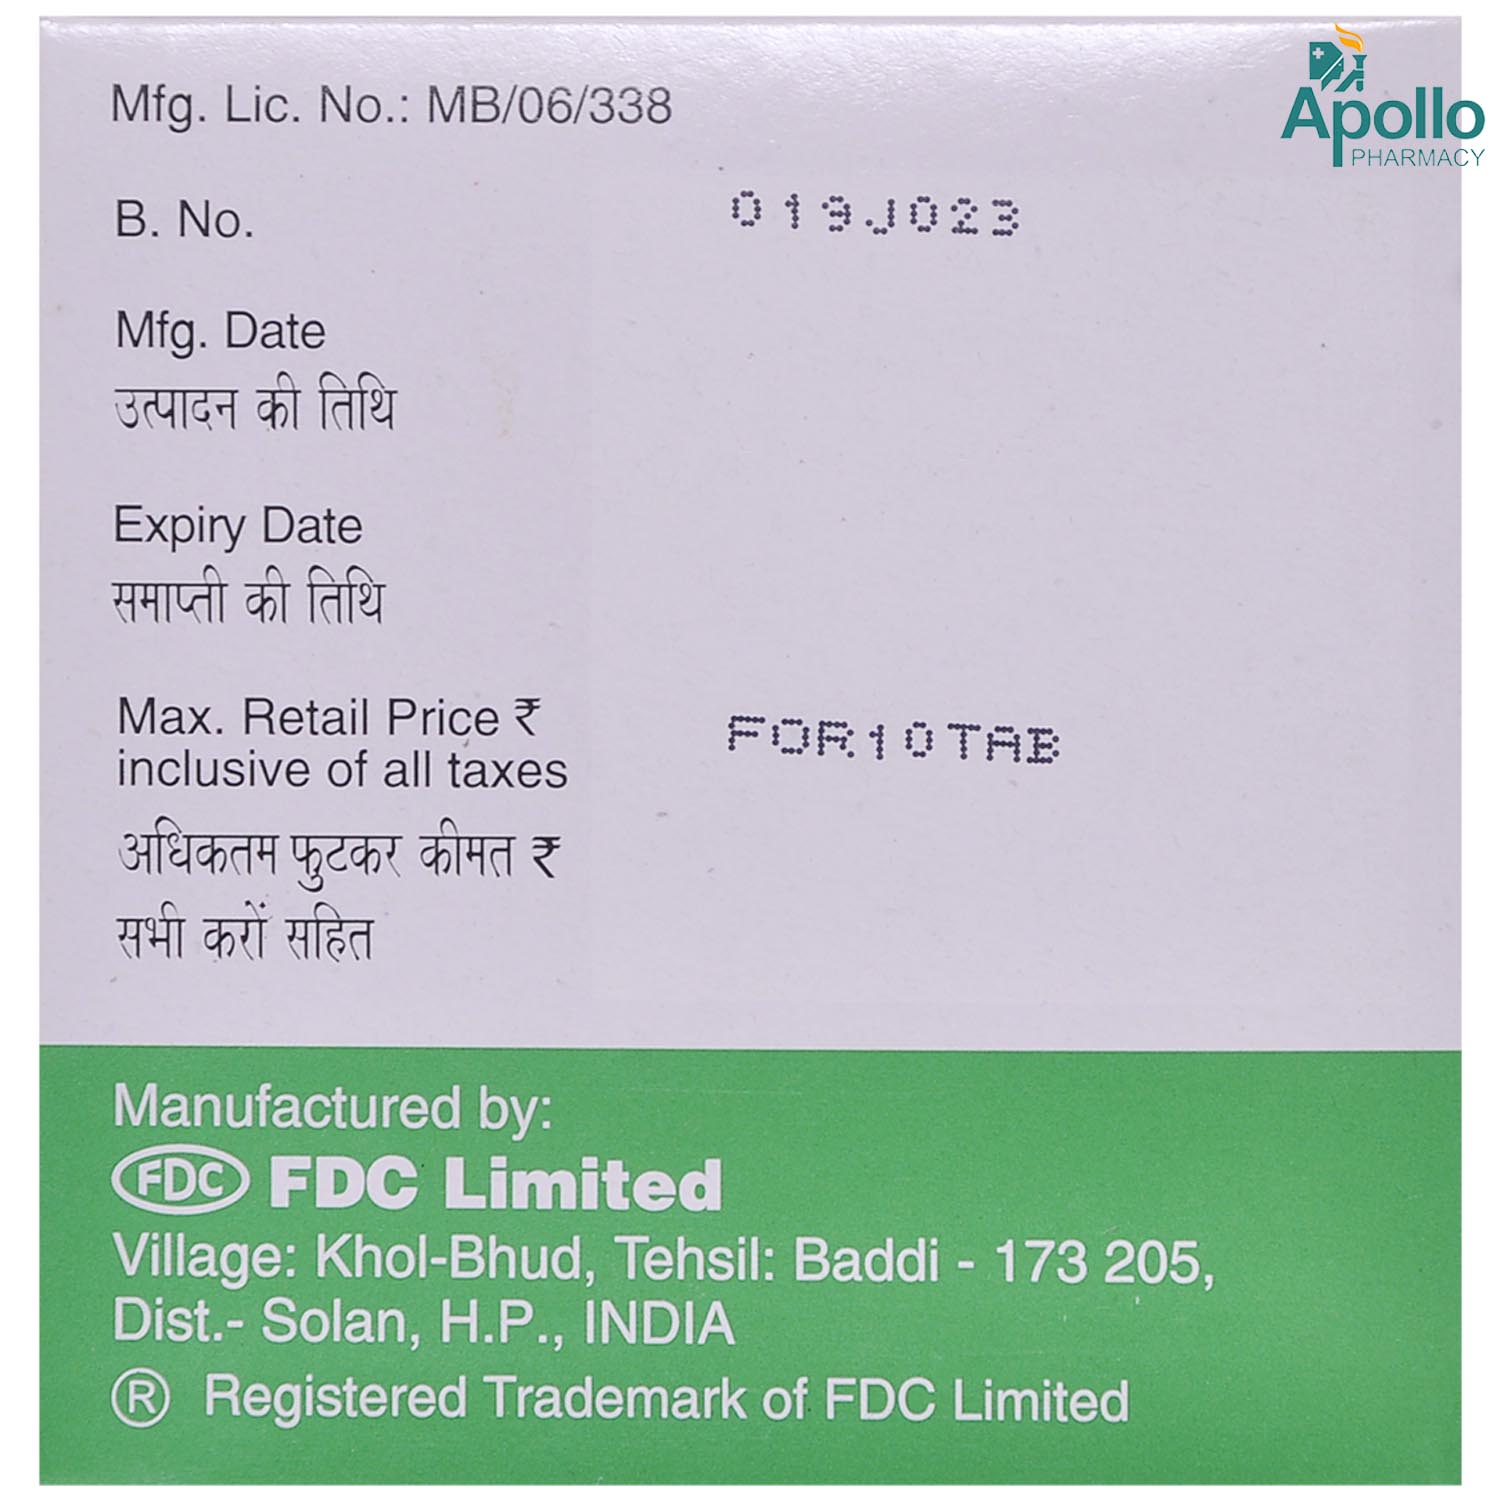 Apollo
PHARMACY
Mfg. Lic. No.: MB/06/338
B. No. 019J023
Mfg. Date
उत्पादन की तिथि
Expiry Date
समाप्ती की तिथि
Max. Retail Price ₹ FOR10TAB
inclusive of all taxes
अधिकतम फुटकर कीमत ₹
सभी करों सहित
Manufactured by:
FDC FDC Limited
Village: Khol-Bhud, Tehsil: Baddi - 173 205,
Dist.- Solan, H.P., INDIA
® Registered Trademark of FDC Limited